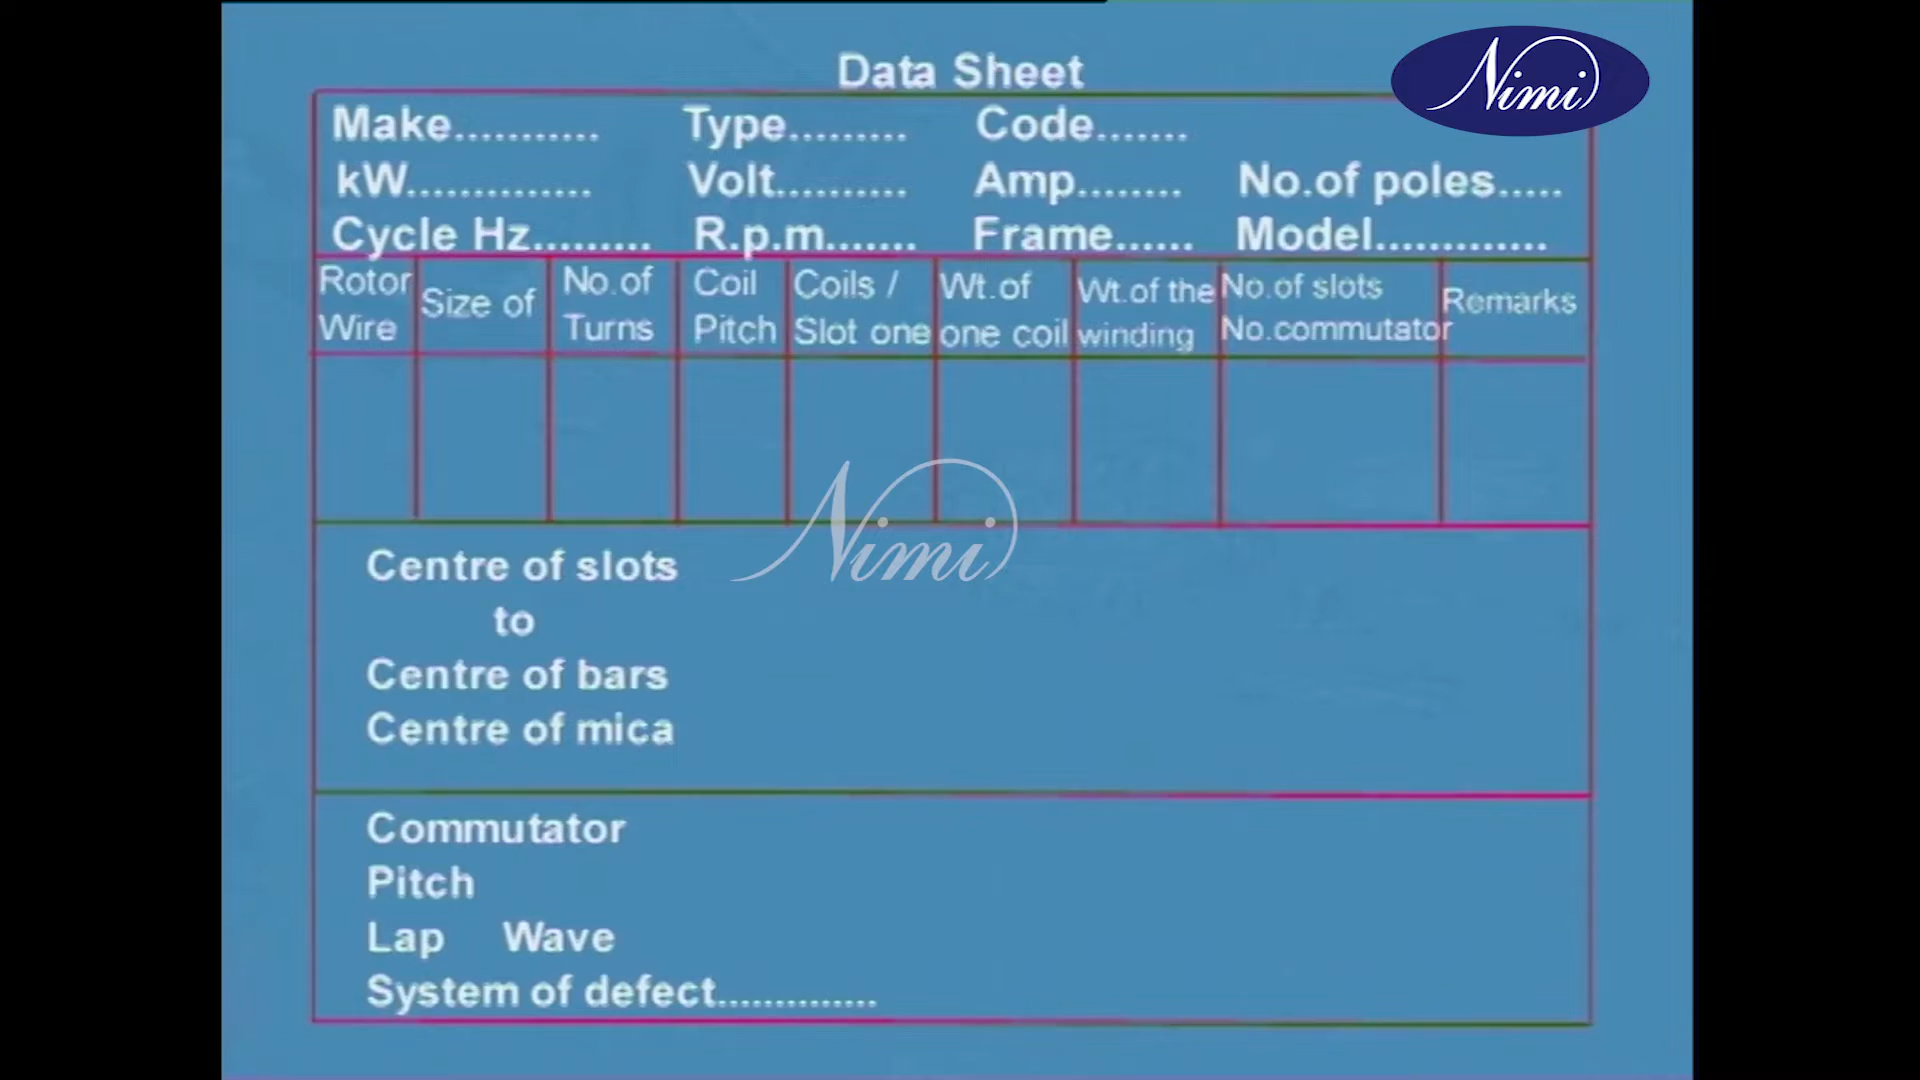 Nimi
Data Sheet
Make........... Type......... Code.......
kW.............. Volt.......... Amp........ No.of poles.....
Cycle Hz......... R.p.m....... Frame...... Model.............
Rotor Wire Size of No.of Turns Coil Pitch Coils / Slot one Wt.of one coil Wt.of the winding No.of slots No.commutator Remarks
Nimi
Centre of slots
to
Centre of bars
Centre of mica
Commutator
Pitch
Lap Wave
System of defect..............